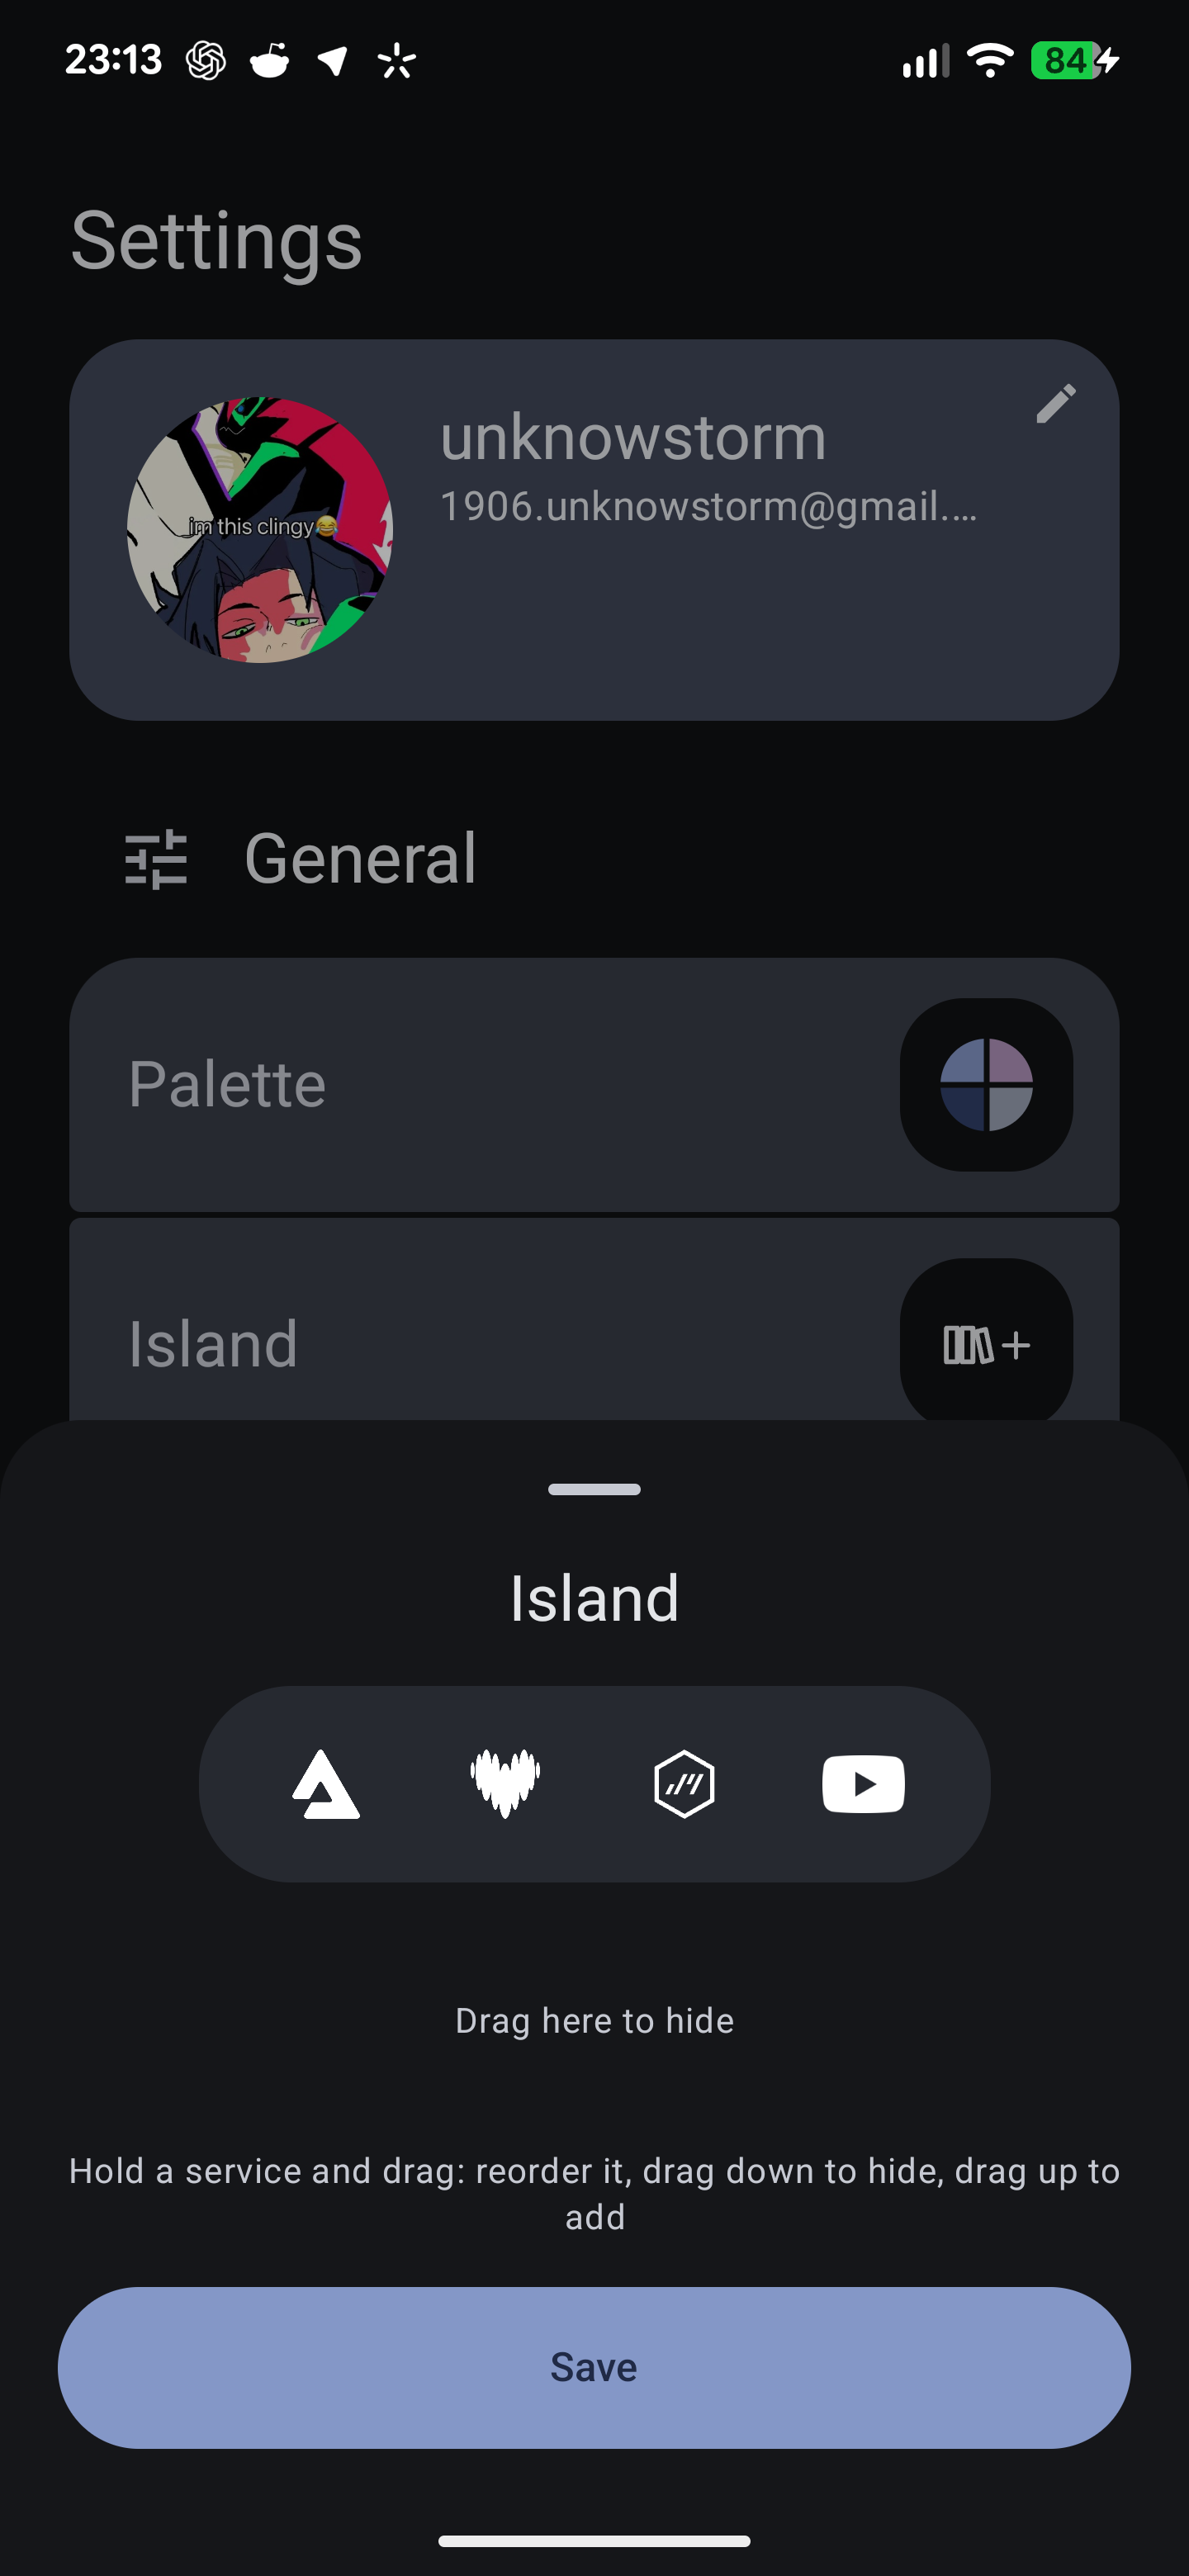 23:13
84
Settings
unknowstorm
1906.unknowstorm@gmail.…
im this clingy😂
General
Palette
Island
Island
Drag here to hide
Hold a service and drag: reorder it, drag down to hide, drag up to
add
Save